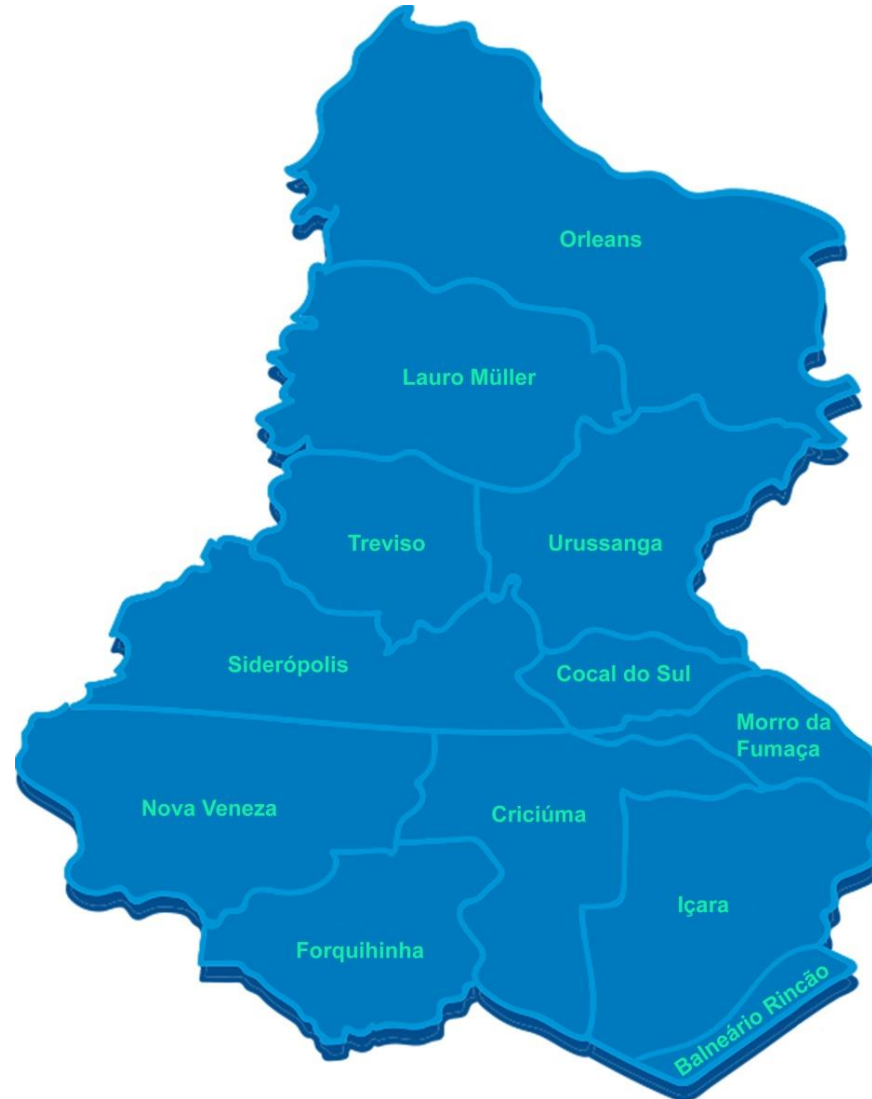 Orleans
Lauro Müller
Treviso
Urussanga
Siderópolis
Cocal do Sul
Morro da
Fumaça
Nova Veneza
Criciúma
Içara
Forquihinha
Balneário Rincão